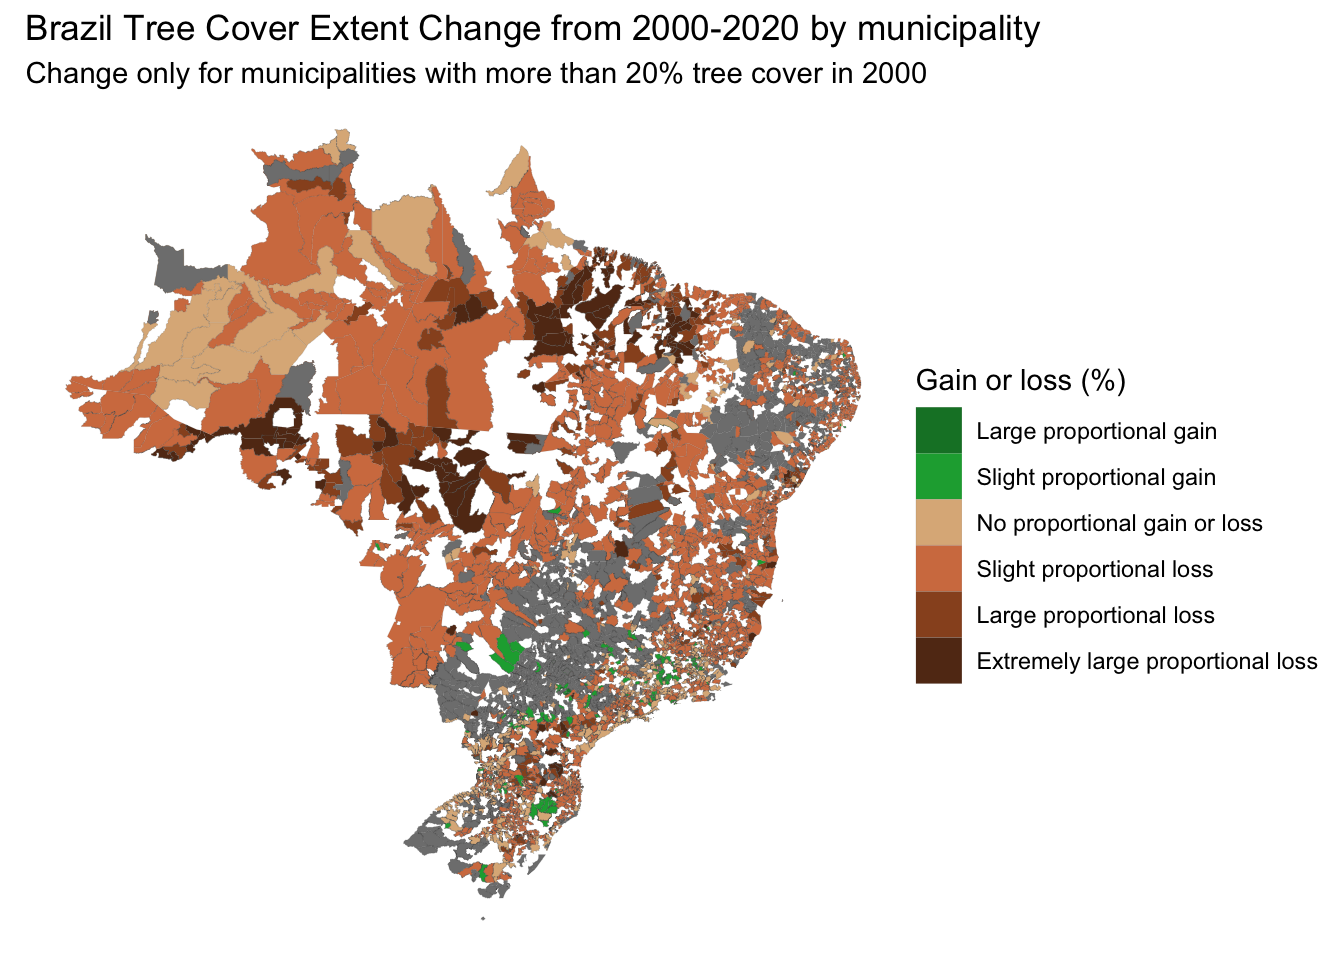 Brazil Tree Cover Extent Change from 2000-2020 by municipality
Change only for municipalities with more than 20% tree cover in 2000
Gain or loss (%)
Large proportional gain
Slight proportional gain
No proportional gain or loss
Slight proportional loss
Large proportional loss
Extremely large proportional loss